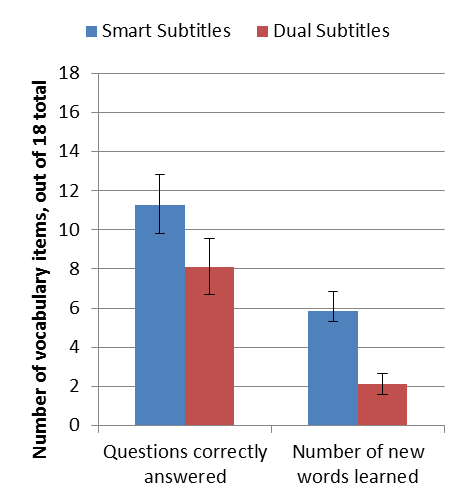 Smart Subtitles
Dual Subtitles
Number of vocabulary items, out of 18 total
18
16
14
12
10
8
6
4
2
0
Questions correctly
answered
Number of new
words learned